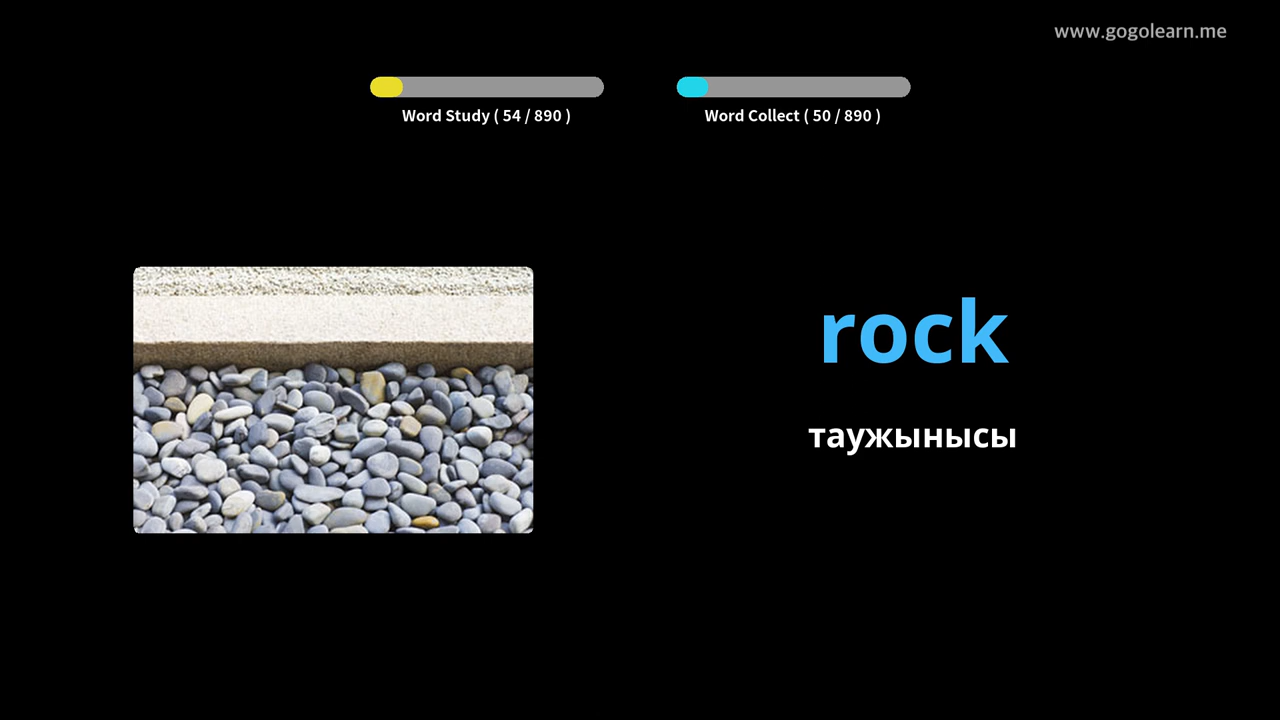 www.gogolearn.me
Word Study ( 54 / 890 )
Word Collect ( 50 / 890 )
rock
таужынысы